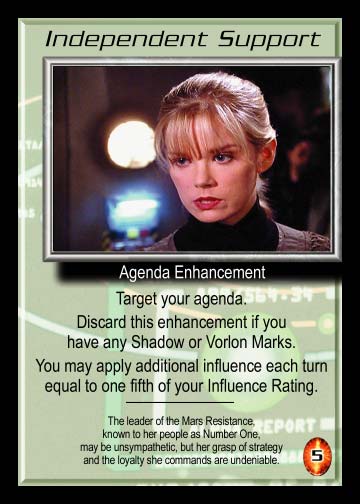 Independent Support
Agenda Enhancement
Target your agenda.
Discard this enhancement if you
have any Shadow or Vorlon Marks.
You may apply additional influence each turn
equal to one fifth of your Influence Rating.
The leader of the Mars Resistance,
known to her people as Number One,
may be unsympathetic, but her grasp of strategy
and the loyalty she commands are undeniable.
5